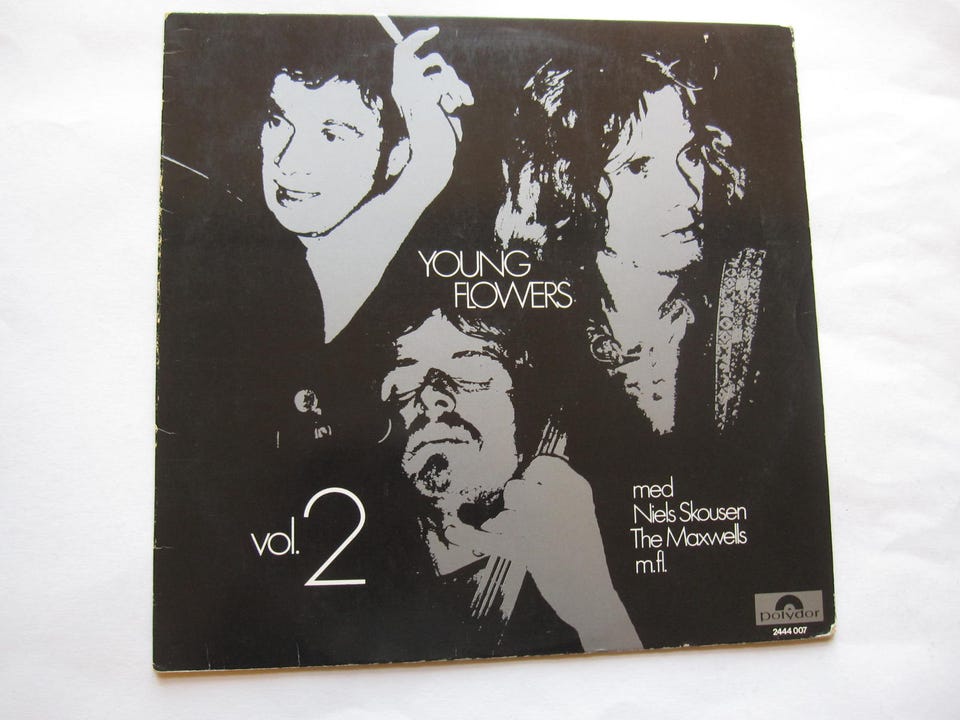 YOUNG
FLOWERS
vol. 2
med
Niels Skousen
The Maxwells
m.fl.
polydor
2444 007